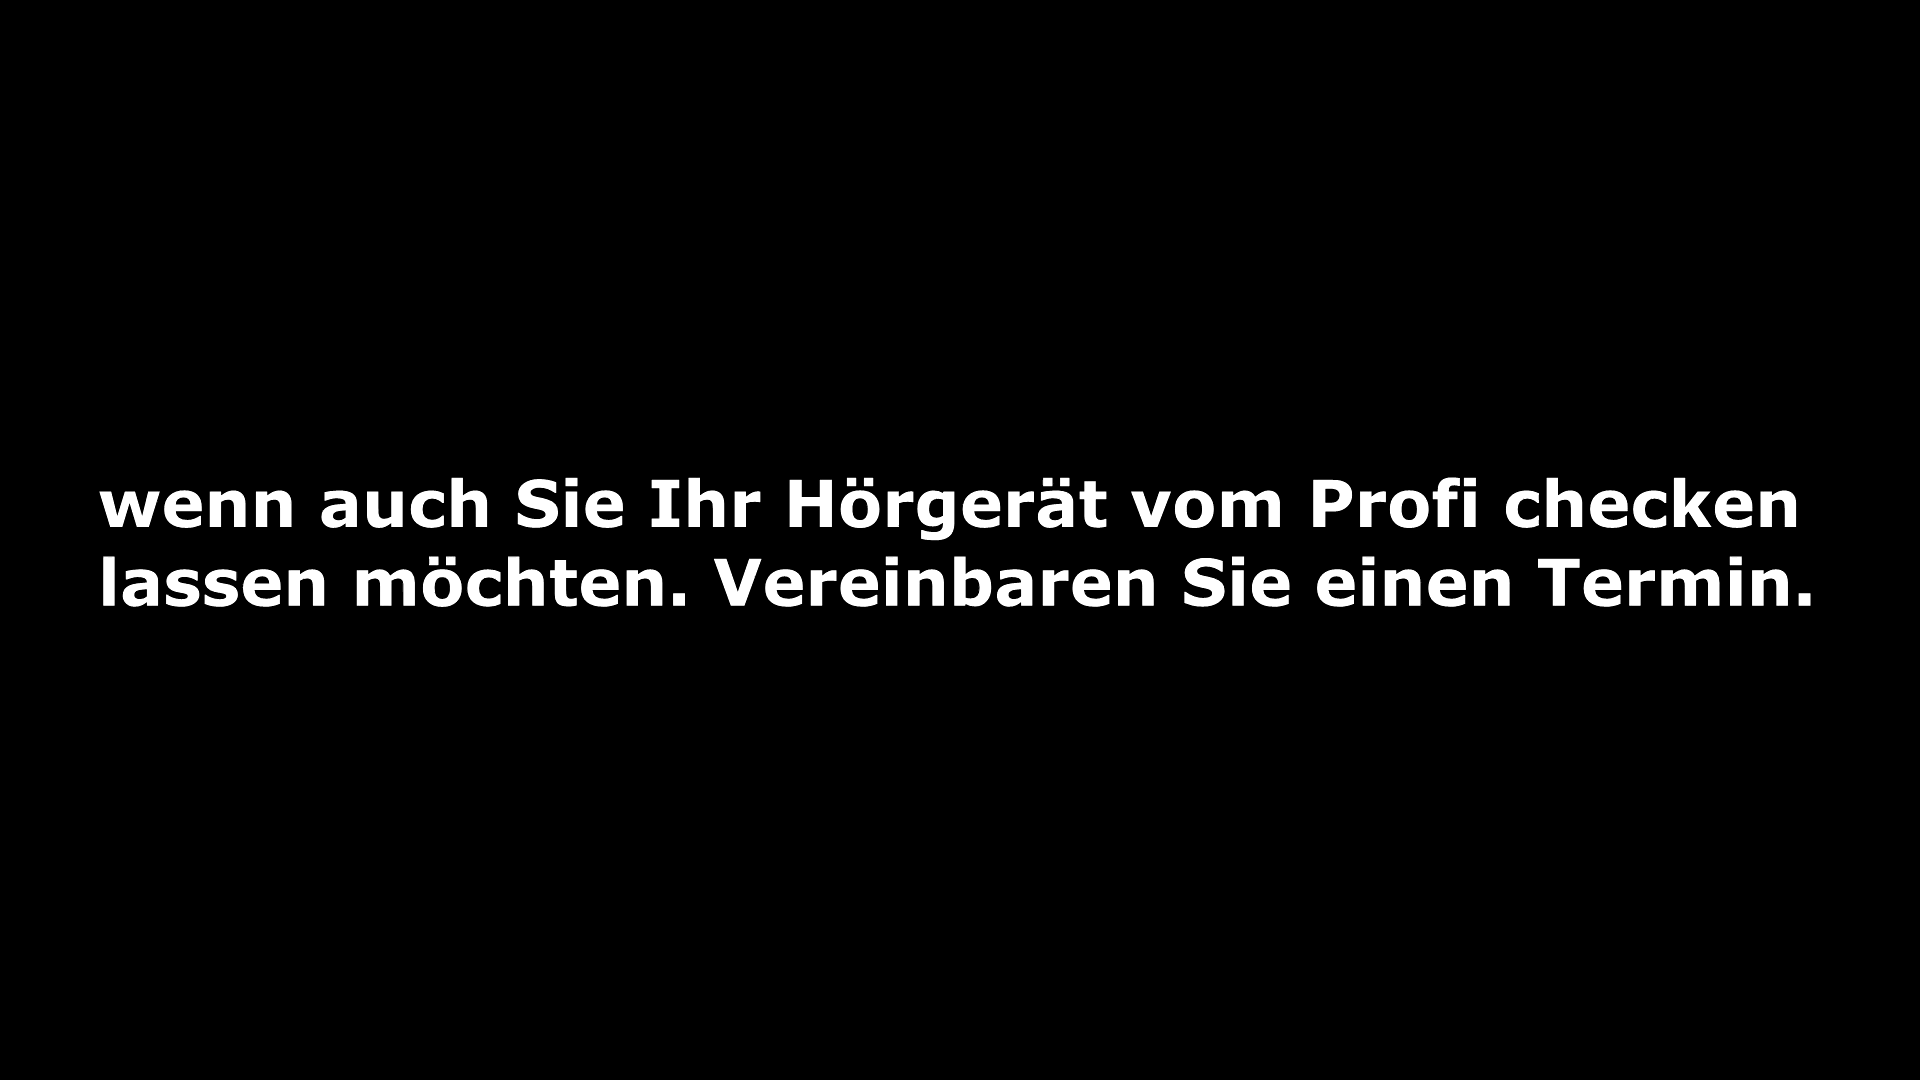 wenn auch Sie Ihr Hörgerät vom Profi checken
lassen möchten. Vereinbaren Sie einen Termin.